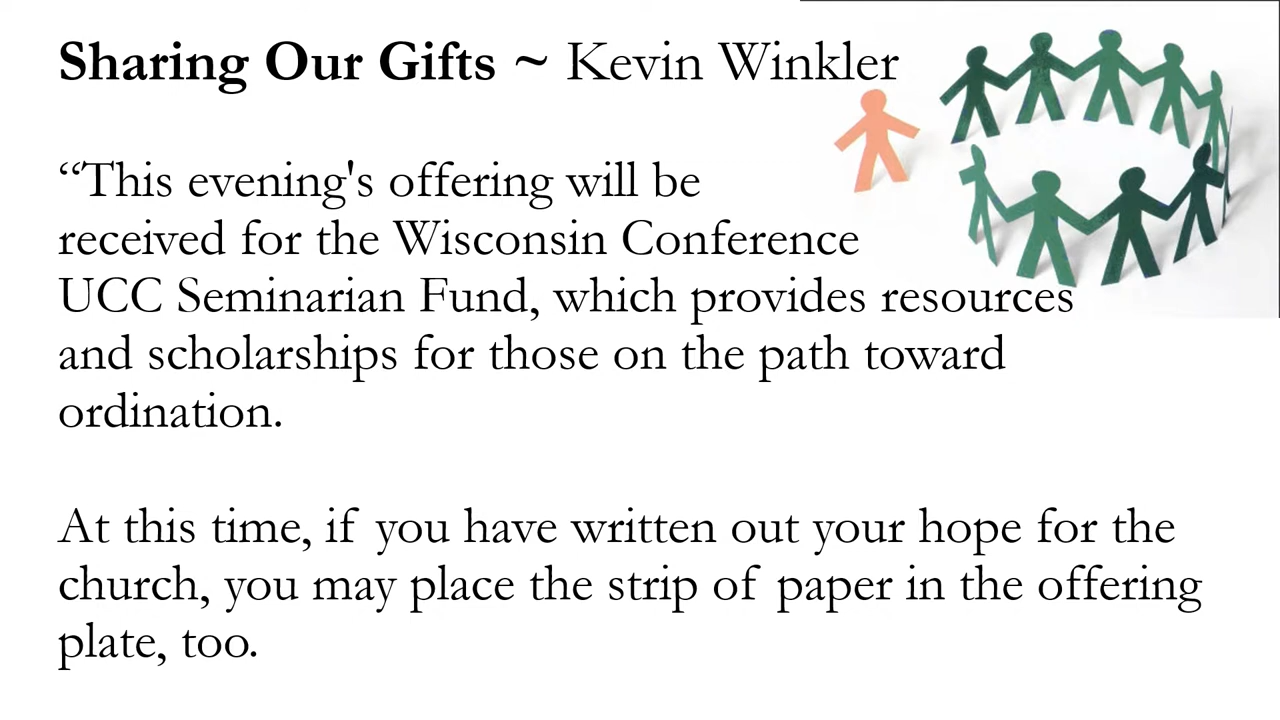 Sharing Our Gifts ~ Kevin Winkler
“This evening's offering will be
received for the Wisconsin Conference
UCC Seminarian Fund, which provides resources
and scholarships for those on the path toward
ordination.
At this time, if you have written out your hope for the
church, you may place the strip of paper in the offering
plate, too.